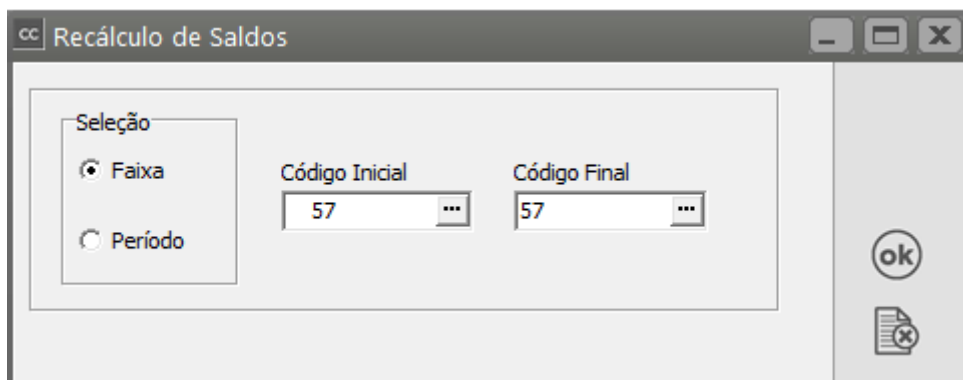 cc Recálculo de Saldos
Seleção
Faixa
Período
Código Inicial
57 ...
Código Final
57 ...
ok